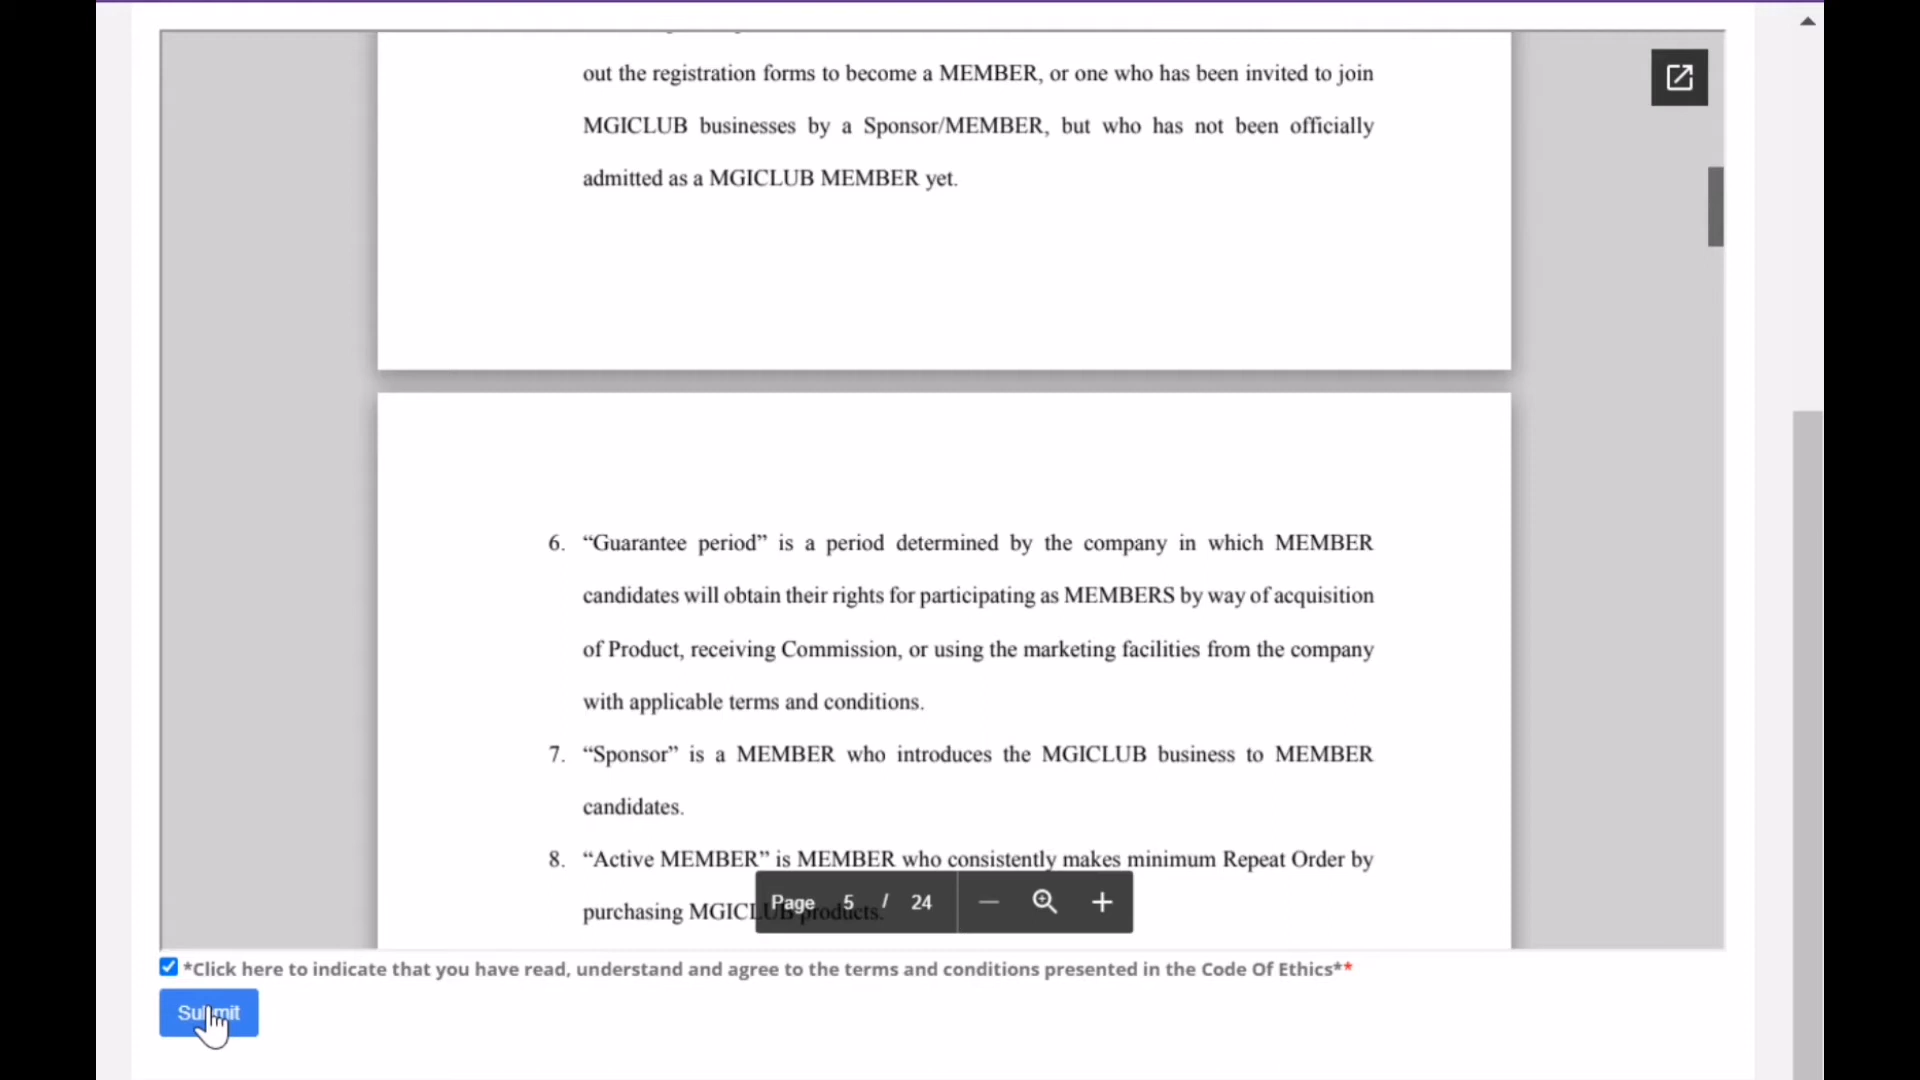 out the registration forms to become a MEMBER, or one who has been invited to join
MGICLUB businesses by a Sponsor/MEMBER, but who has not been officially
admitted as a MGICLUB MEMBER yet.
6. “Guarantee period” is a period determined by the company in which MEMBER
candidates will obtain their rights for participating as MEMBERS by way of acquisition
of Product, receiving Commission, or using the marketing facilities from the company
with applicable terms and conditions.
7. “Sponsor” is a MEMBER who introduces the MGICLUB business to MEMBER
candidates.
8. “Active MEMBER” is MEMBER who consistently makes minimum Repeat Order by
purchasing MGICLUB products.
Page 5 / 24
*Click here to indicate that you have read, understand and agree to the terms and conditions presented in the Code Of Ethics**
Submit